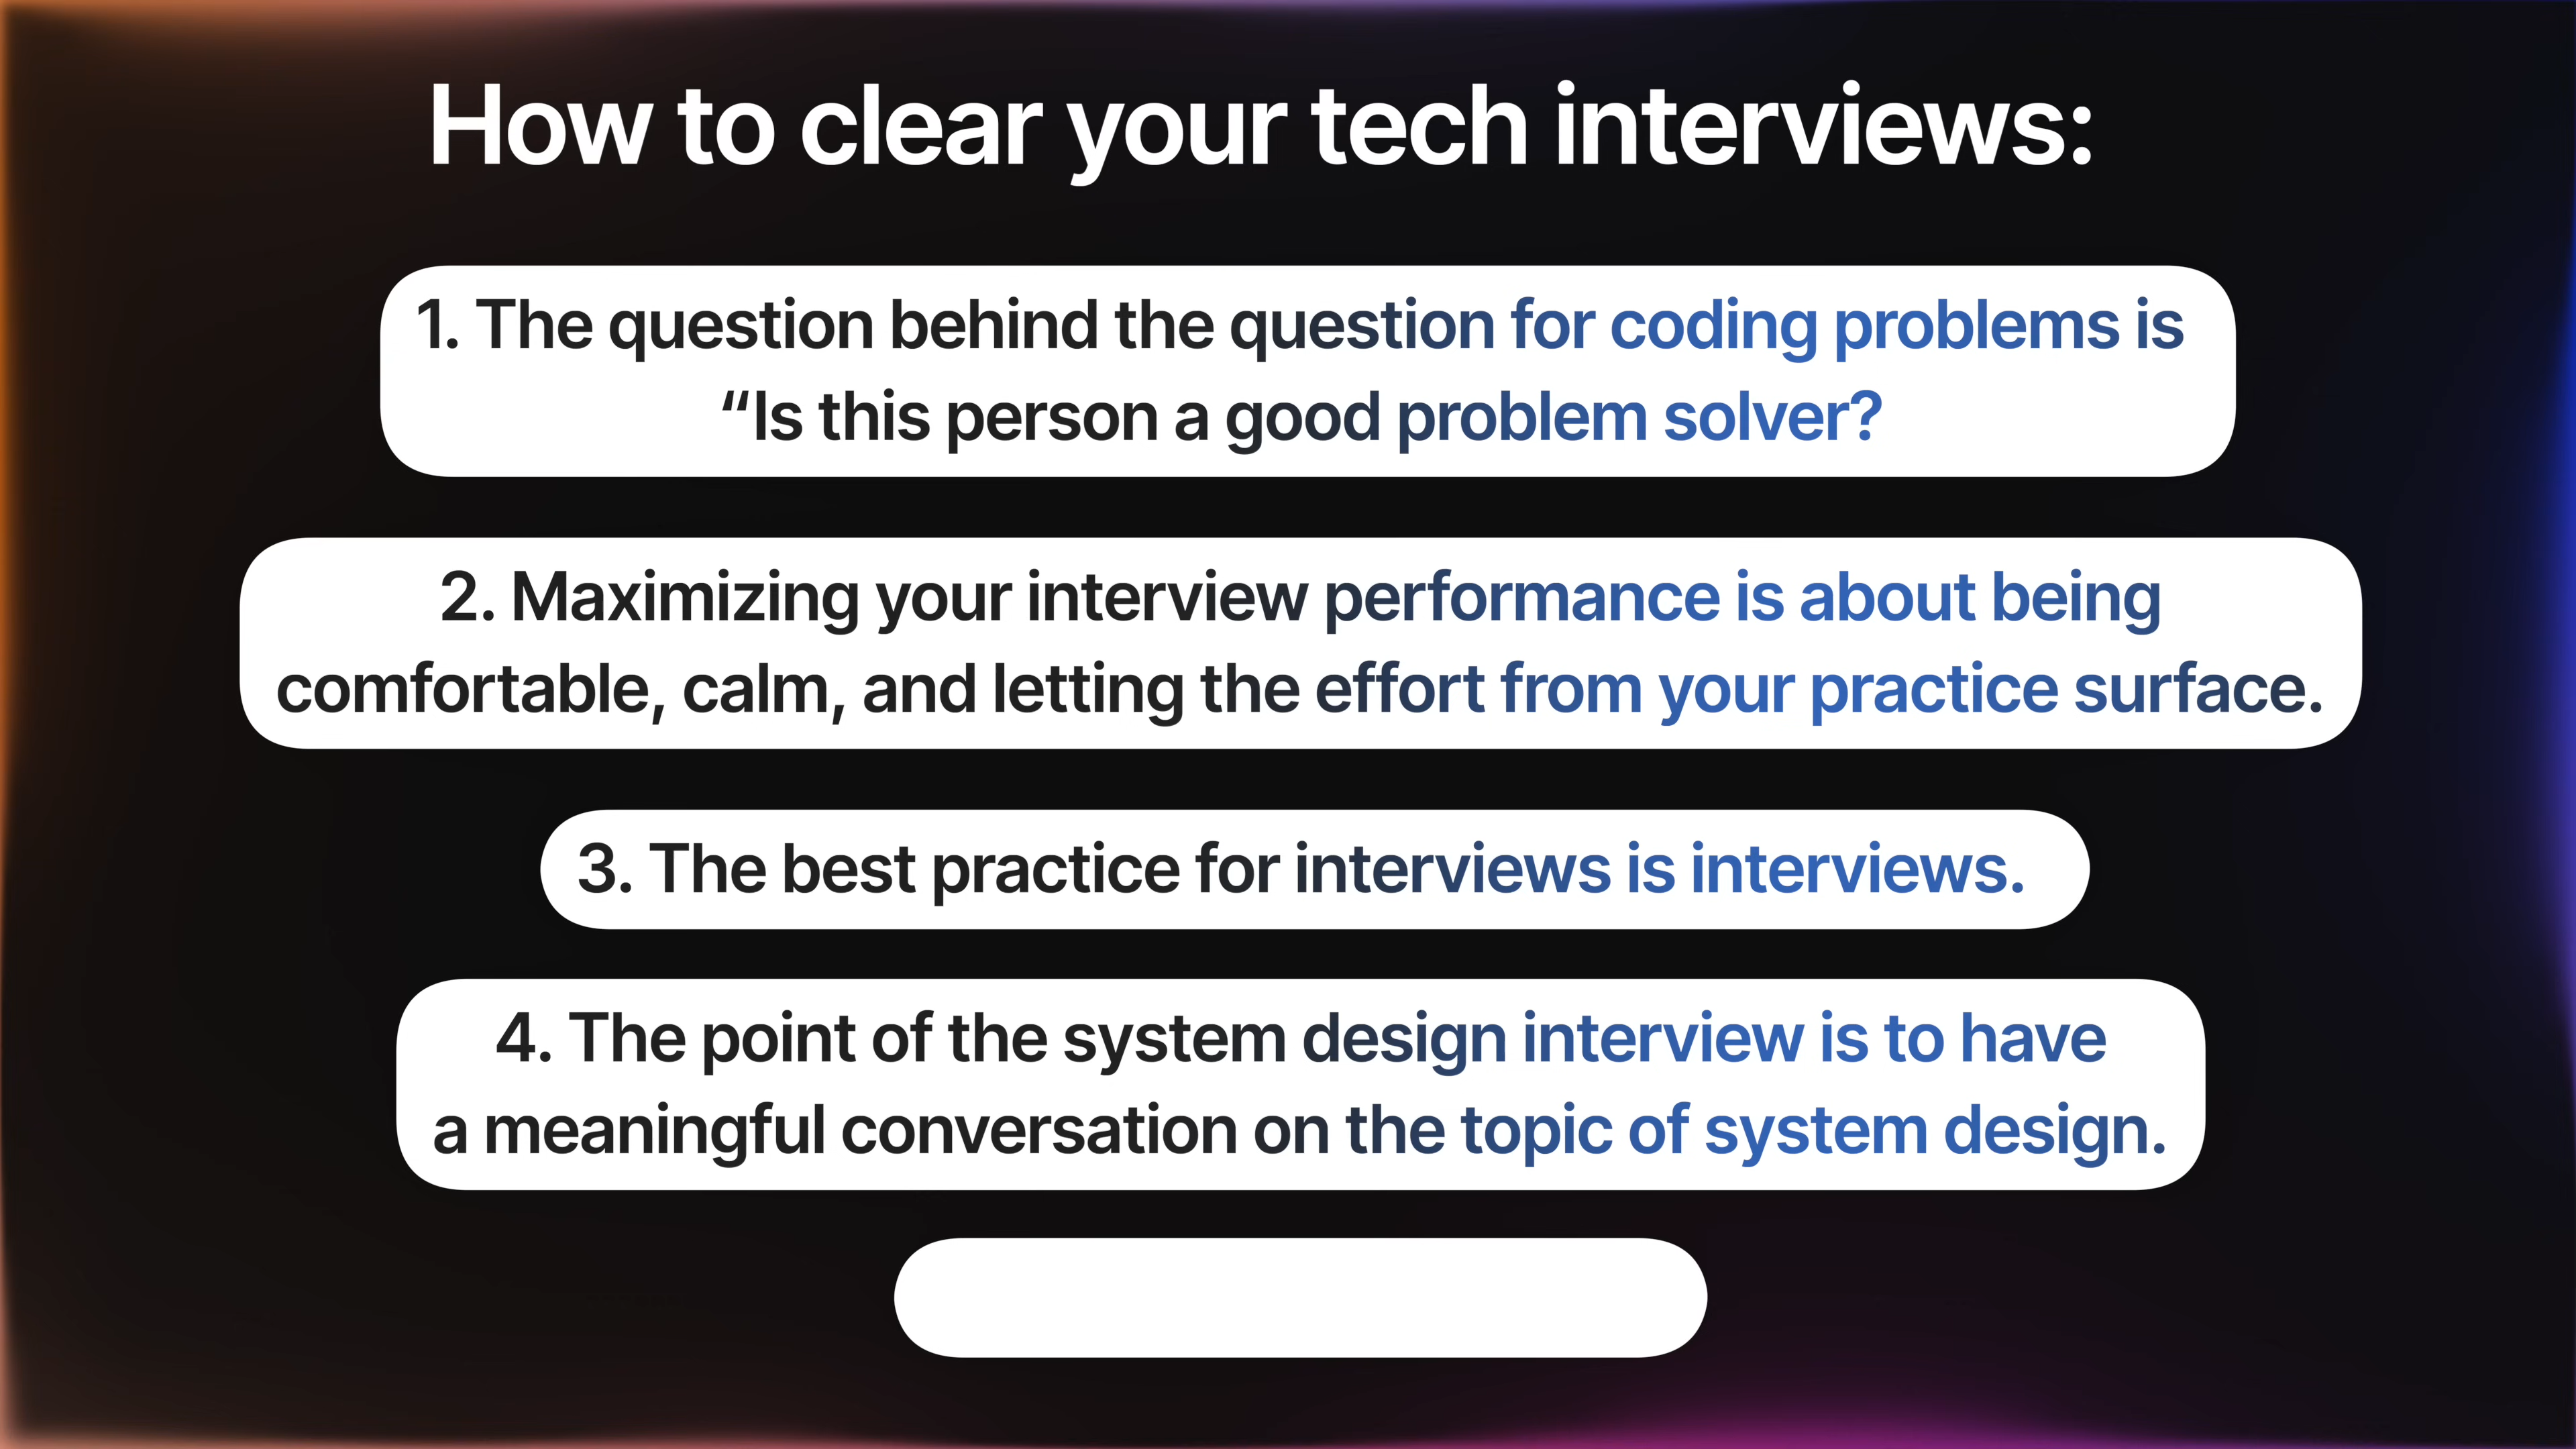 How to clear your tech interviews:
1. The question behind the question for coding problems is
“Is this person a good problem solver?
2. Maximizing your interview performance is about being
comfortable, calm, and letting the effort from your practice surface.
3. The best practice for interviews is interviews.
4. The point of the system design interview is to have
a meaningful conversation on the topic of system design.